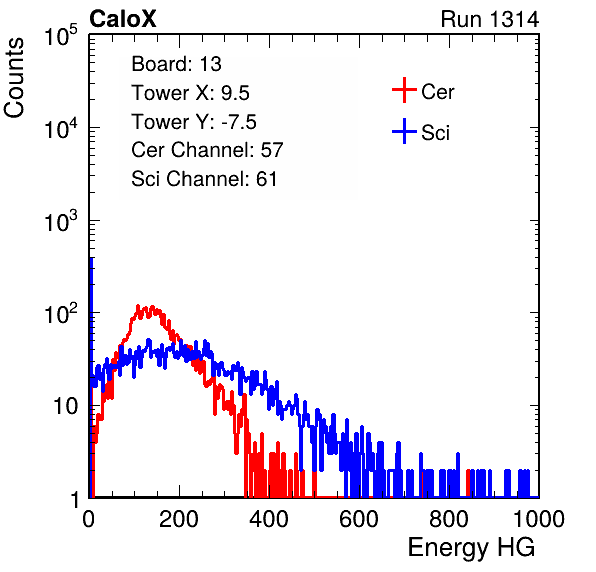 CaloX Run 1314
Counts
Board: 13
Tower X: 9.5
Tower Y: -7.5
Cer Channel: 57
Sci Channel: 61
Cer
Sci
10^5
10^4
10^3
10^2
10
1
0 200 400 600 800 1000
Energy HG